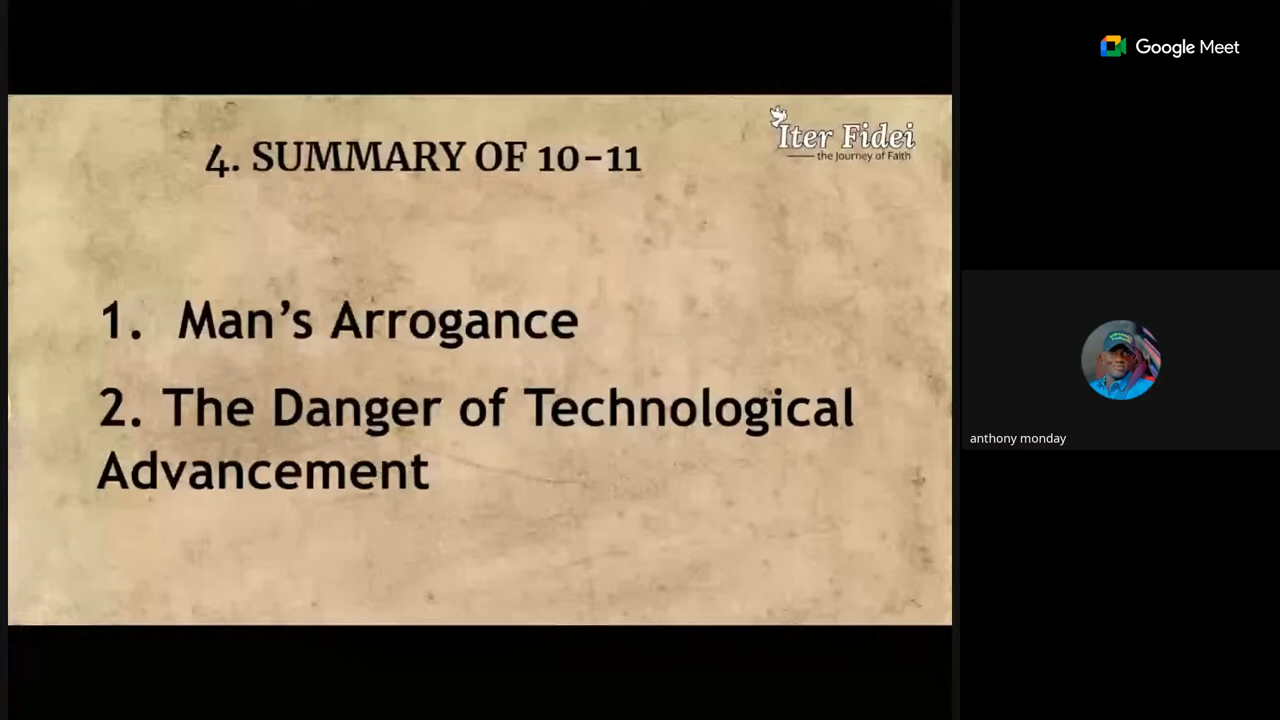 Google Meet
Iter Fidei
the Journey of Faith
4. SUMMARY OF 10-11
1. Man's Arrogance
2. The Danger of Technological
Advancement
anthony monday